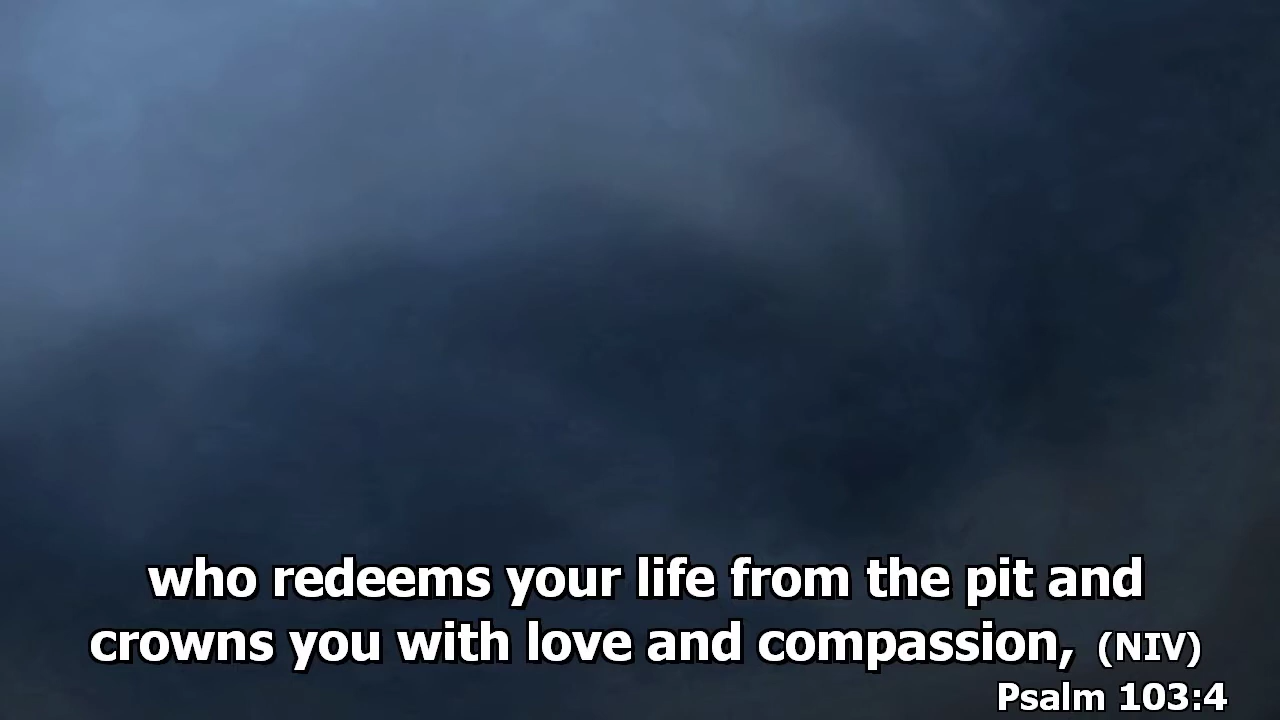 who redeems your life from the pit and
crowns you with love and compassion, (NIV)
Psalm 103:4